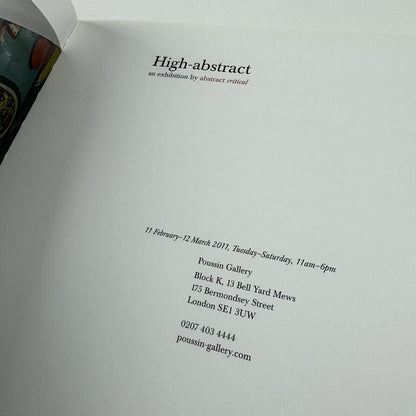 High-abstract
an exhibition by abstract critical
11 February–12 March 2011, Tuesday–Saturday, 11am–6pm
Poussin Gallery
Block K, 13 Bell Yard Mews
175 Bermondsey Street
London SE1 3UW
0207 403 4444
poussin-gallery.com